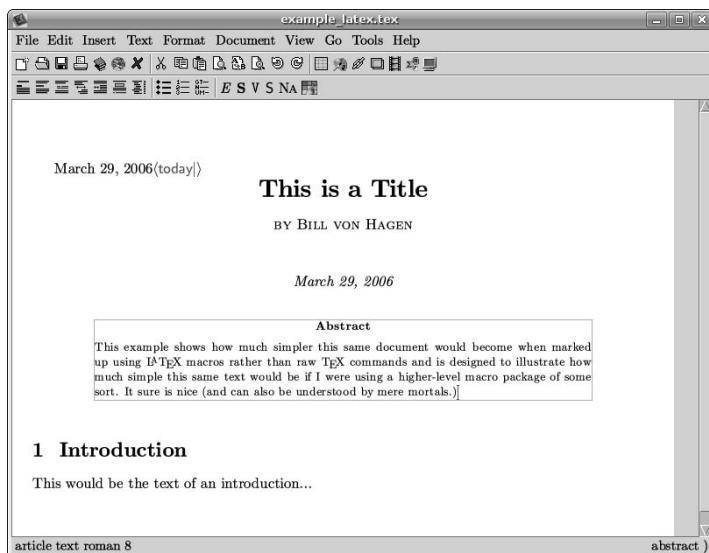 example_latex.tex
File Edit Insert Text Format Document View Go Tools Help
E S V S NA
March 29, 2006⟨today|⟩
This is a Title
BY BILL VON HAGEN
March 29, 2006
Abstract
This example shows how much simpler this same document would become when marked
up using LATEX macros rather than raw TEX commands and is designed to illustrate how
much simple this same text would be if I were using a higher-level macro package of some
sort. It sure is nice (and can also be understood by mere mortals.)
1 Introduction
This would be the text of an introduction...
article text roman 8 abstract )